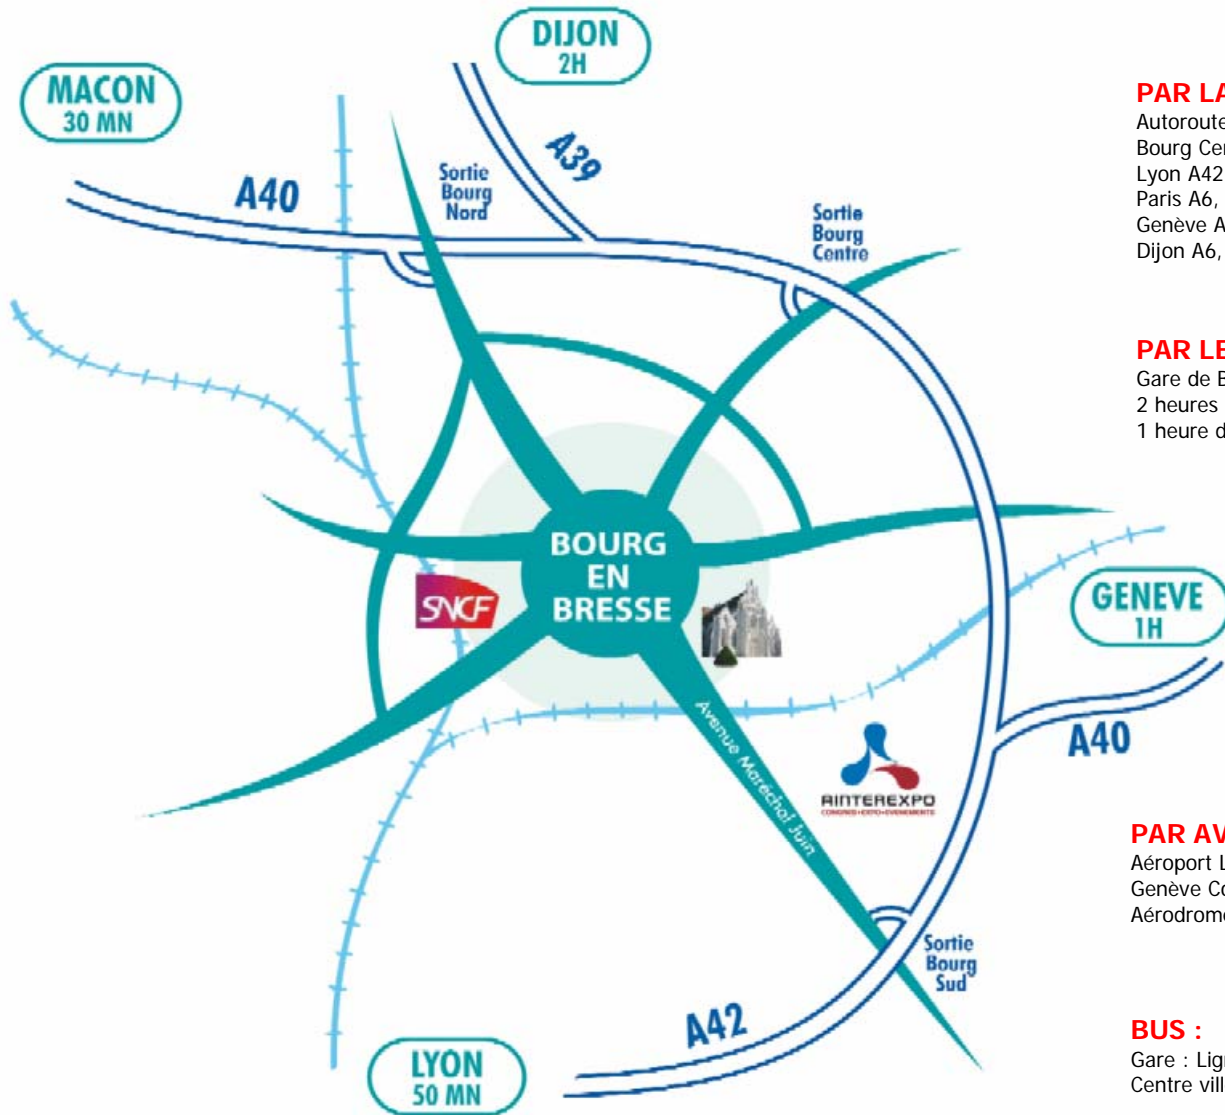 DIJON
2H
MACON
30 MN
A40
A39
Sortie
Bourg
Nord
Sortie
Bourg
Centre
BOURG
EN
BRESSE
SNCF
GENEVE
1H
A40
Avenue Maréchal Juin
AINTEREXPO
CONGRES•EXPO•EVENEMENTS
Sortie
Bourg
Sud
A42
LYON
50 MN
PAR LA
Autoroute
Bourg Cen
Lyon A42
Paris A6,
Genève A
Dijon A6,
PAR LE
Gare de B
2 heures
1 heure d
PAR AV
Aéroport L
Genève Co
Aérodrome
BUS :
Gare : Lign
Centre vill